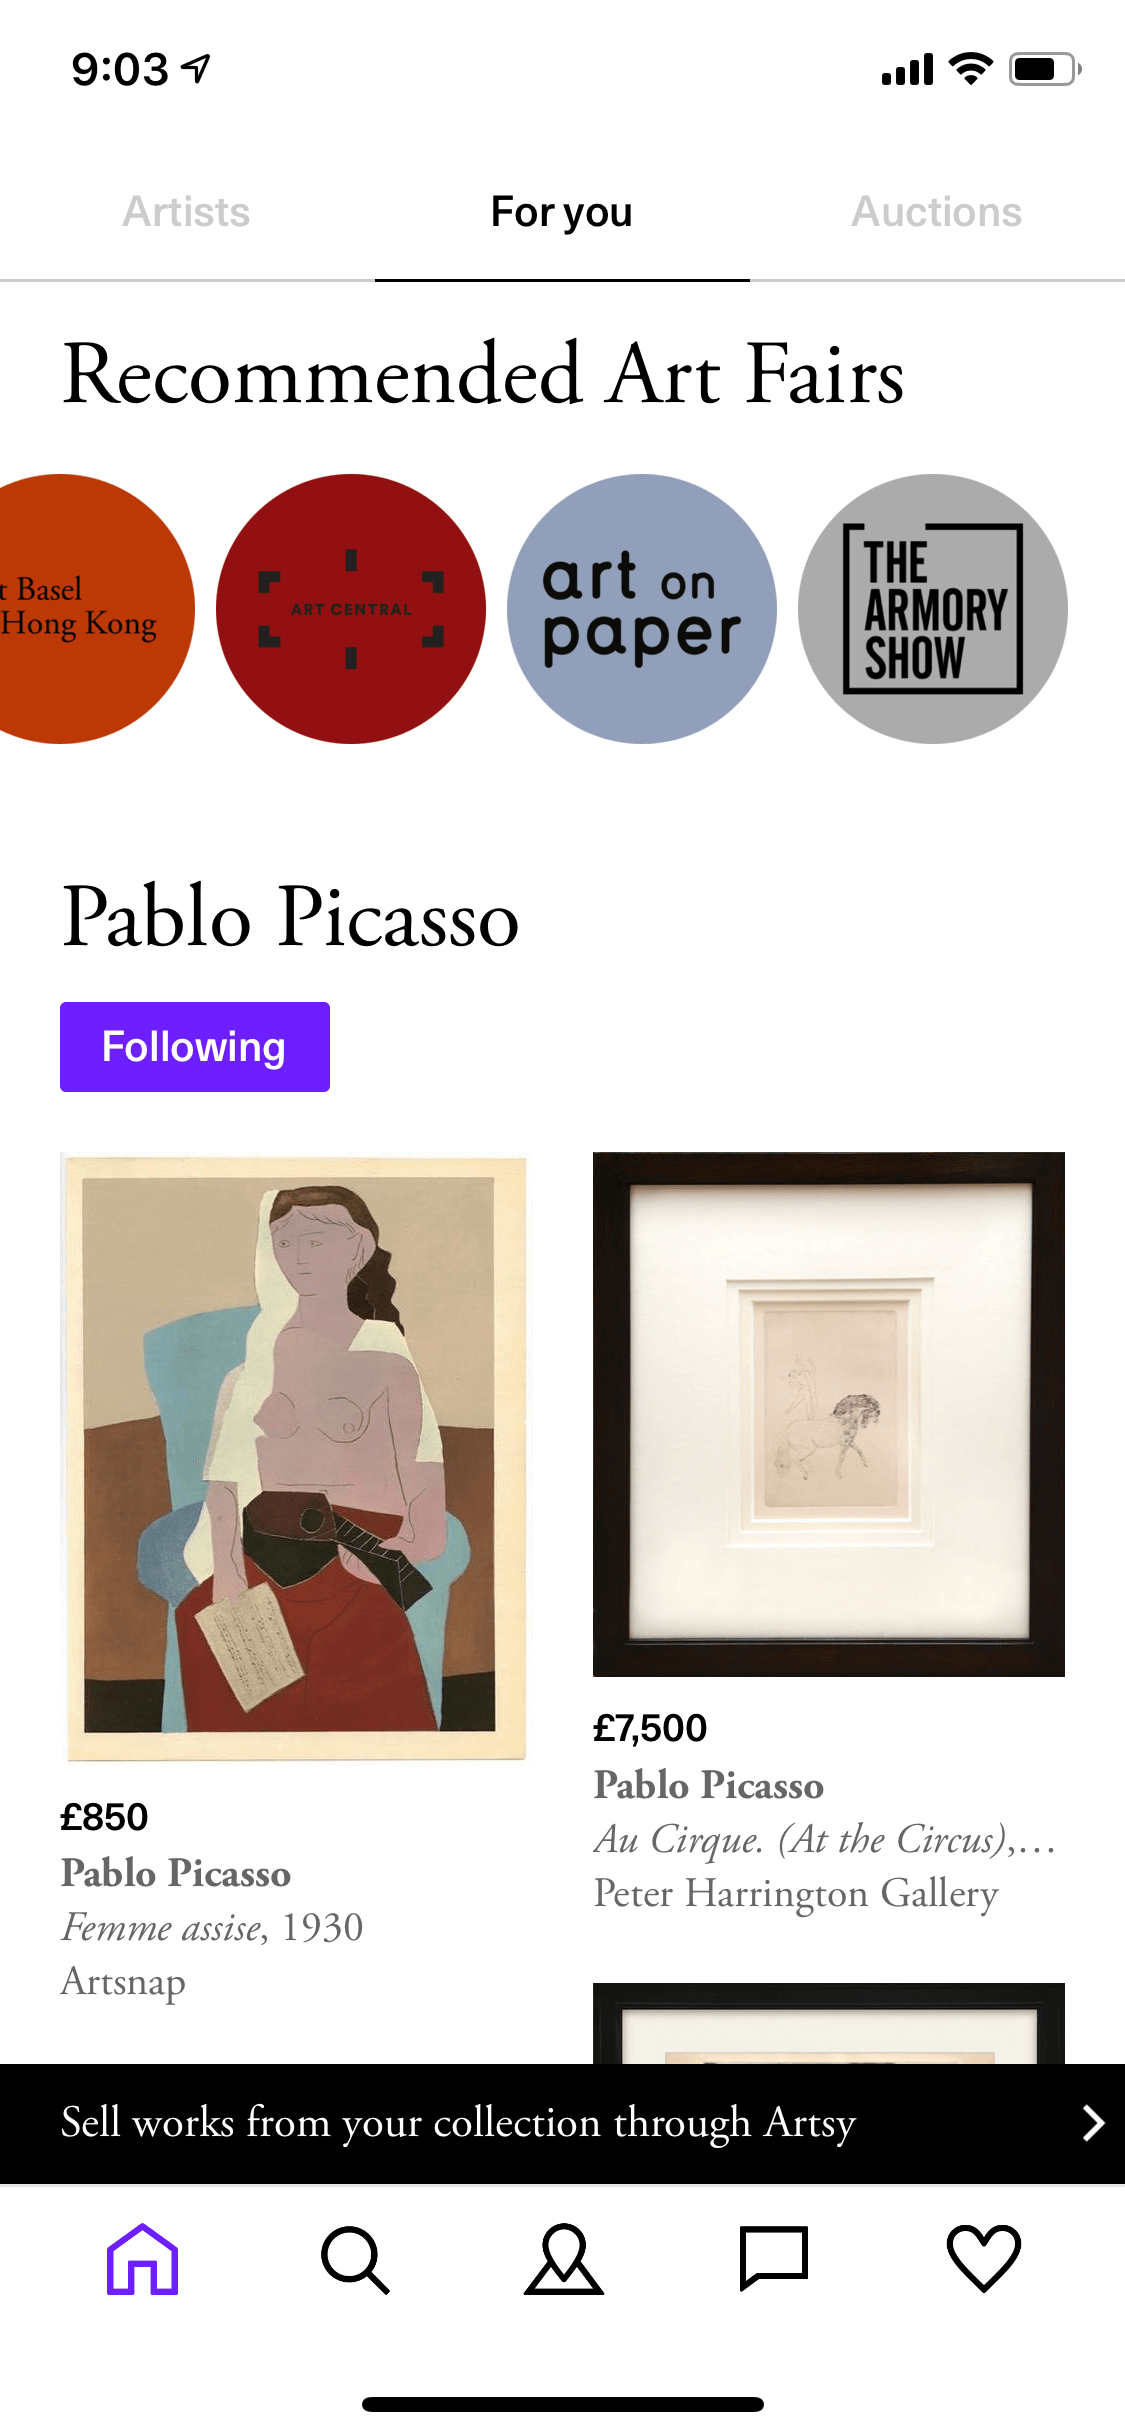 9:03
Artists
For you
Auctions
Recommended Art Fairs
t Basel
Hong Kong
ART CENTRAL
art on
paper
THE
ARMORY
SHOW
Pablo Picasso
Following
£850
Pablo Picasso
Femme assise, 1930
Artsnap
£7,500
Pablo Picasso
Au Cirque. (At the Circus),…
Peter Harrington Gallery
Sell works from your collection through Artsy